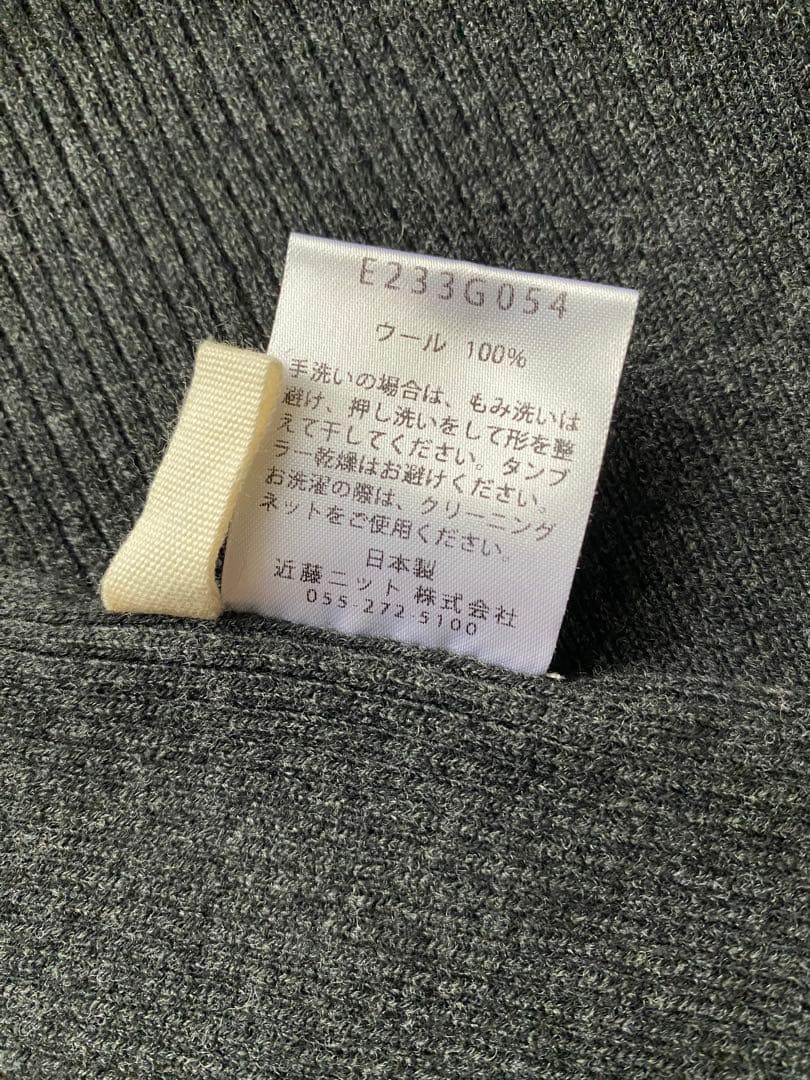 E233G054
ウール 100%
手洗いの場合は、もみ洗いは
避け、押し洗いをして形を整
えて干してください。タンブ
ラー乾燥はお避けください。
お洗濯の際は、クリーニング
ネットをご使用ください。
日本製
近藤ニット 株式会社
055-272-5100